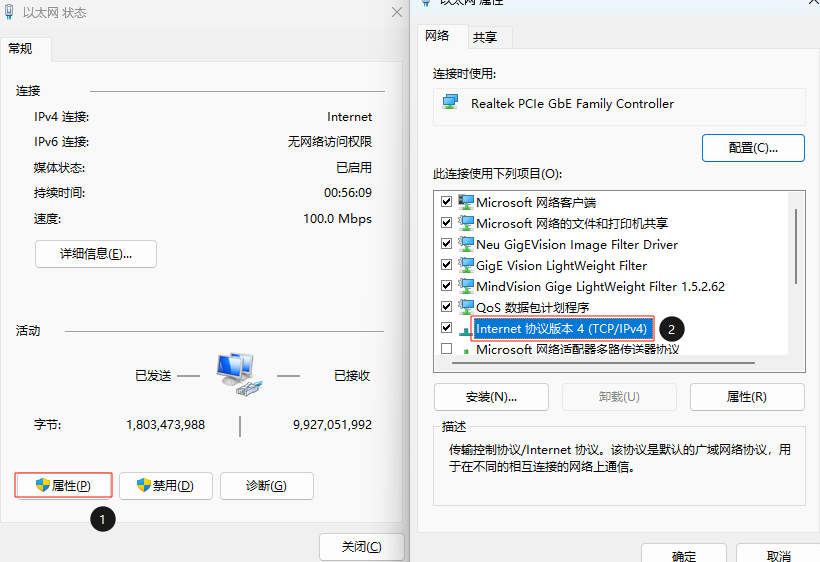 以太网 状态
常规
连接
IPv4 连接: Internet
IPv6 连接: 无网络访问权限
媒体状态: 已启用
持续时间: 00:56:09
速度: 100.0 Mbps
详细信息(E)...
活动
已发送 已接收
字节: 1,803,473,988 9,927,051,992
属性(P) 禁用(D) 诊断(G)
1
关闭(C)
以太网 属性
网络 共享
连接时使用:
Realtek PCIe GbE Family Controller
配置(C)...
此连接使用下列项目(O):
Microsoft 网络客户端
Microsoft 网络的文件和打印机共享
Neu GigEVision Image Filter Driver
GigE Vision LightWeight Filter
MindVision Gige LightWeight Filter 1.5.2.62
QoS 数据包计划程序
Internet 协议版本 4 (TCP/IPv4) 2
Microsoft 网络适配器多路传送器协议
安装(N)... 卸载(U) 属性(R)
描述
传输控制协议/Internet 协议。该协议是默认的广域网络协议，用
于在不同的相互连接的网络上通信。
确定 取消